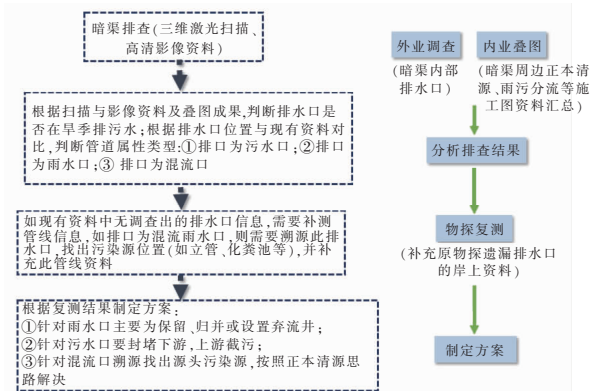 暗渠排查(三维激光扫描、
高清影像资料)
根据扫描与影像资料及叠图成果,判断排水口是
否在旱季排污水;根据排水口位置与现有资料对
比,判断管道属性类型:①排口为污水口;②排口
为雨水口;③ 排口为混流口
如现有资料中无调查出的排水口信息,需要补测
管线信息,如排口为混流雨水口,则需要溯源此排
水口,找出污染源位置(如立管、化粪池等),并补
充此管线资料
根据复测结果制定方案:
①针对雨水口主要为保留、归并或设置弃流井;
②针对污水口要封堵下游,上游截污;
③针对混流口溯源找出源头污染源,按照正本清源思
路解决
外业调查
(暗渠内部
排水口)
内业叠图
(暗渠周边正本清
源、雨污分流等施
工图资料汇总)
分析排查结果
物探复测
(补充原物探遗漏排水口
的岸上资料)
制定方案